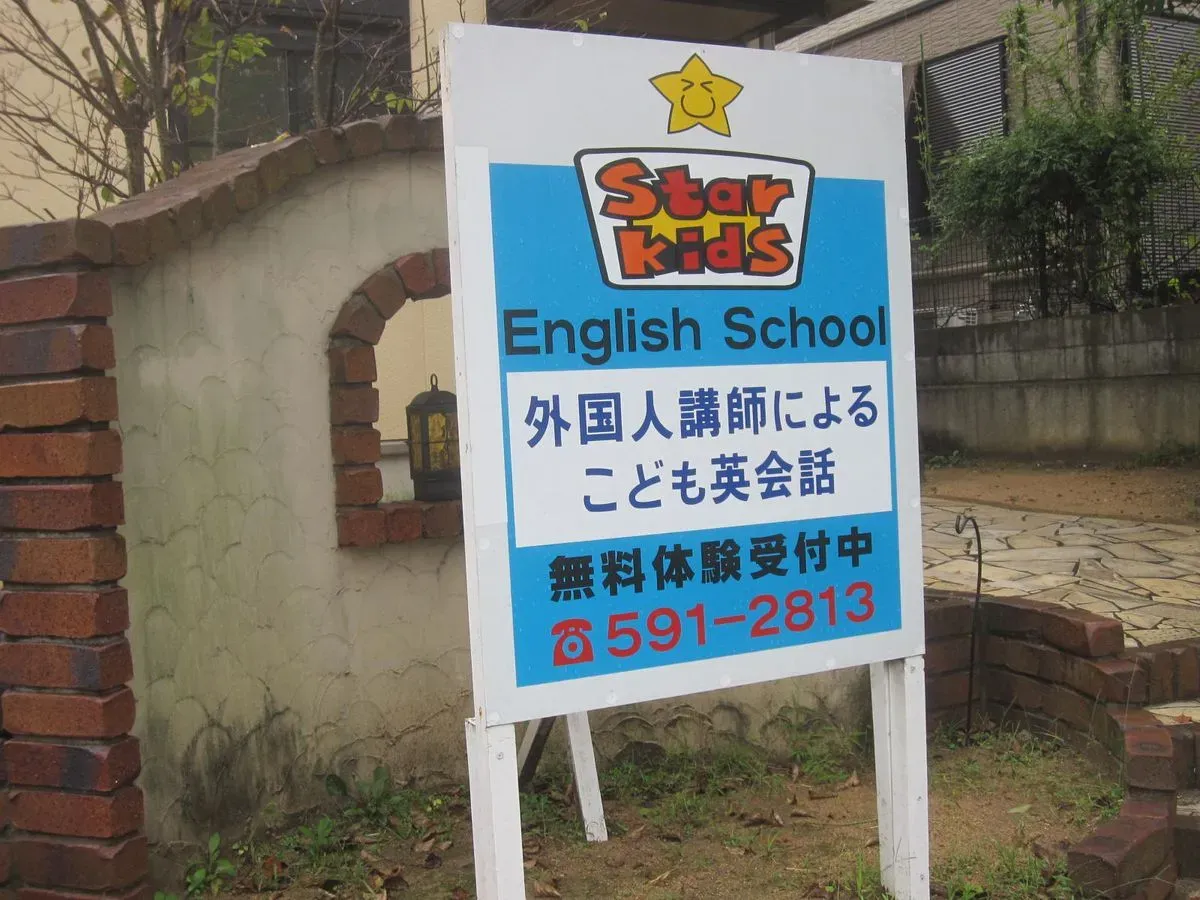 Star
Kids
English School
外国人講師による
こども英会話
無料体験受付中
☎591-2813